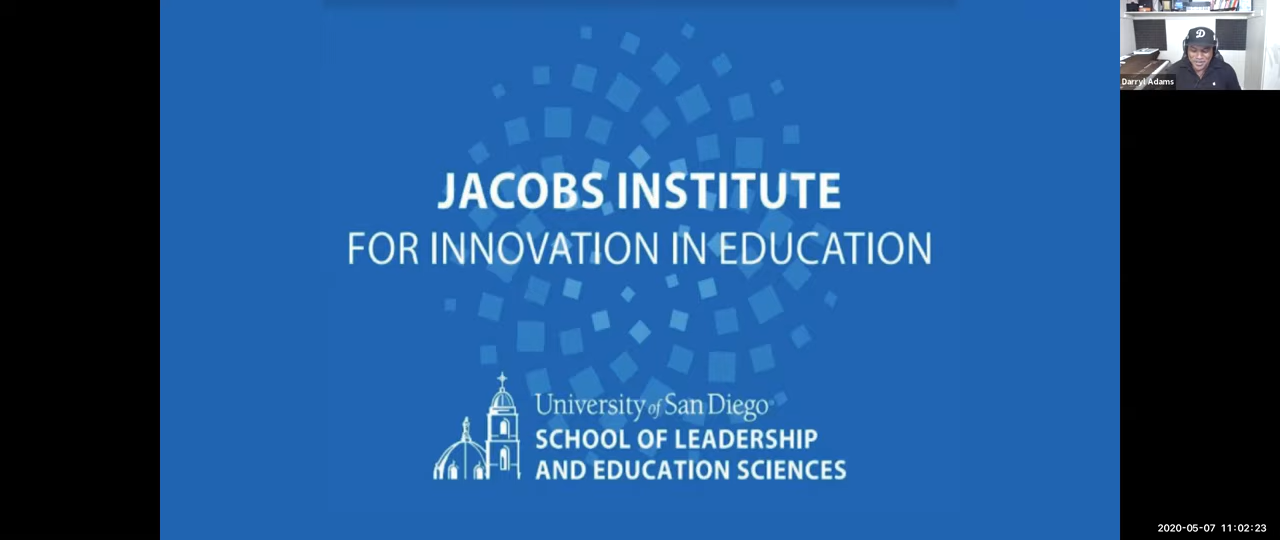 JACOBS INSTITUTE
FOR INNOVATION IN EDUCATION
University of San Diego®
SCHOOL OF LEADERSHIP
AND EDUCATION SCIENCES
D
Darryl Adams
2020-05-07 11:02:23